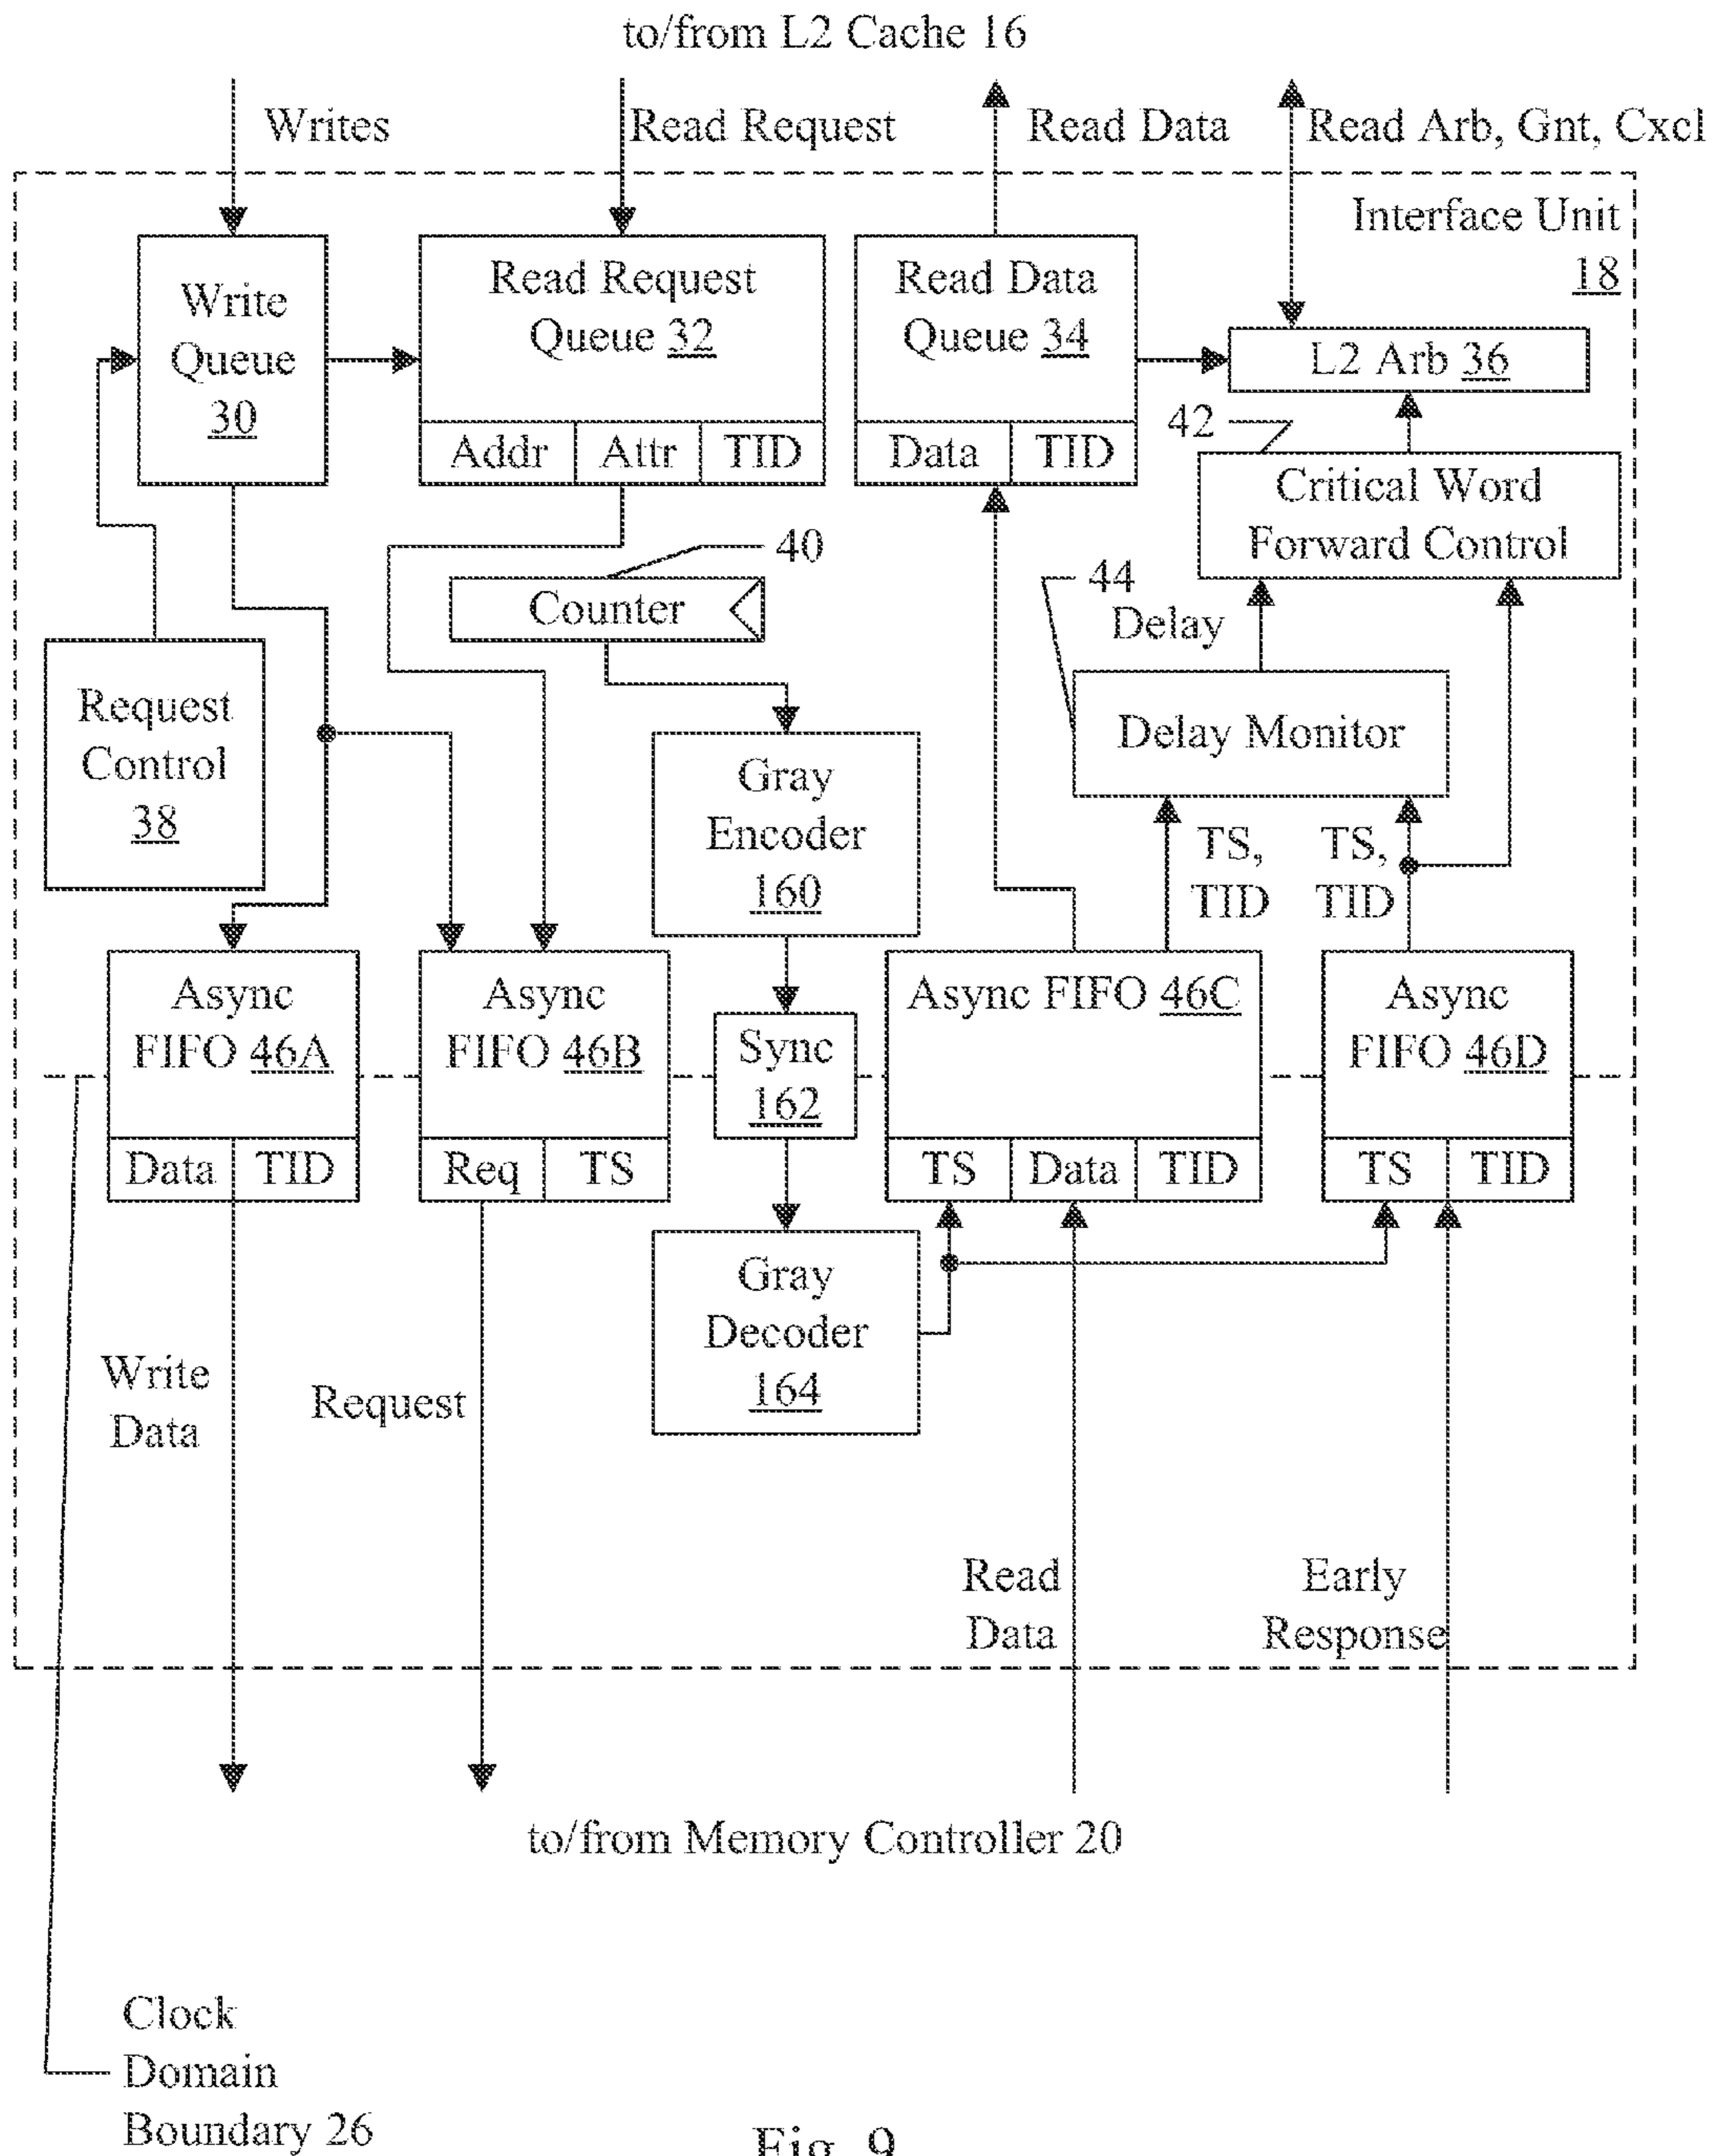 to/from L2 Cache 16
Writes
Read Request
Read Data
Read Arb, Gnt, Cxcl
Interface Unit
18
Write
Queue
30
Read Request
Queue 32
Addr
Attr
TID
Read Data
Queue 34
Data
TID
L2 Arb 36
42
Critical Word
Forward Control
40
Counter
44
Delay
Request
Control
38
Gray
Encoder
160
Delay Monitor
TS,
TID
TS,
TID
Async
FIFO 46A
Data
TID
Async
FIFO 46B
Req
TS
Sync
162
Async FIFO 46C
TS
Data
TID
Async
FIFO 46D
TS
TID
Gray
Decoder
164
Write
Data
Request
Read
Data
Early
Response
to/from Memory Controller 20
Clock
Domain
Boundary 26
Fig. 9